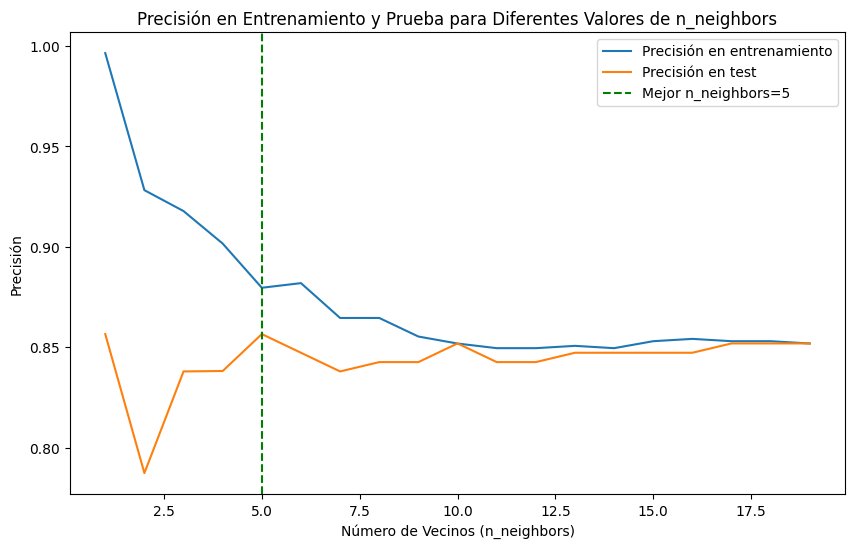 Precisión en Entrenamiento y Prueba para Diferentes Valores de n_neighbors
Precisión en entrenamiento
Precisión en test
Mejor n_neighbors=5
Precisión
1.00
0.95
0.90
0.85
0.80
2.5 5.0 7.5 10.0 12.5 15.0 17.5
Número de Vecinos (n_neighbors)